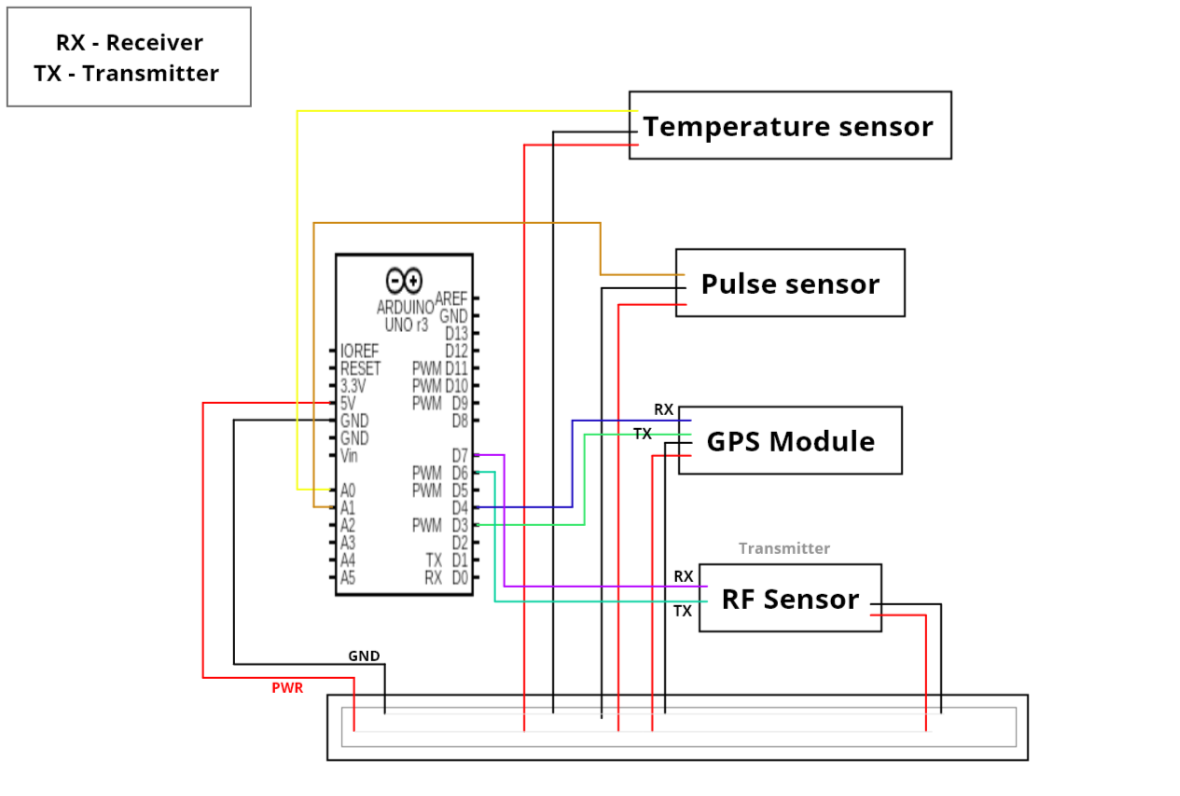 RX - Receiver
TX - Transmitter
Temperature sensor
Pulse sensor
ARDUINO
UNO r3
AREF
GND
D13
IOREF
D12
RESET
PWM D11
3.3V
PWM D10
5V
PWM D9
GND
D8
GND
Vin
D7
PWM D6
A0
PWM D5
A1
D4
A2
PWM D3
A3
D2
A4
TX D1
A5
RX D0
RX
TX
GPS Module
Transmitter
RX
TX
RF Sensor
GND
PWR